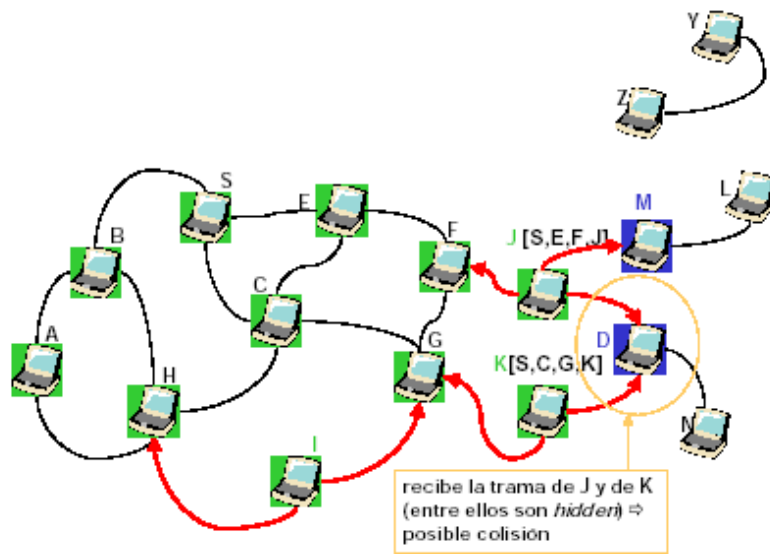 Y
Z
L
S
E
M
J [S,E,F,J]
B
F
C
A
G
D
H
K[S,C,G,K]
N
I
recibe la trama de J y de K
(entre ellos son hidden) ⇨
posible colisión